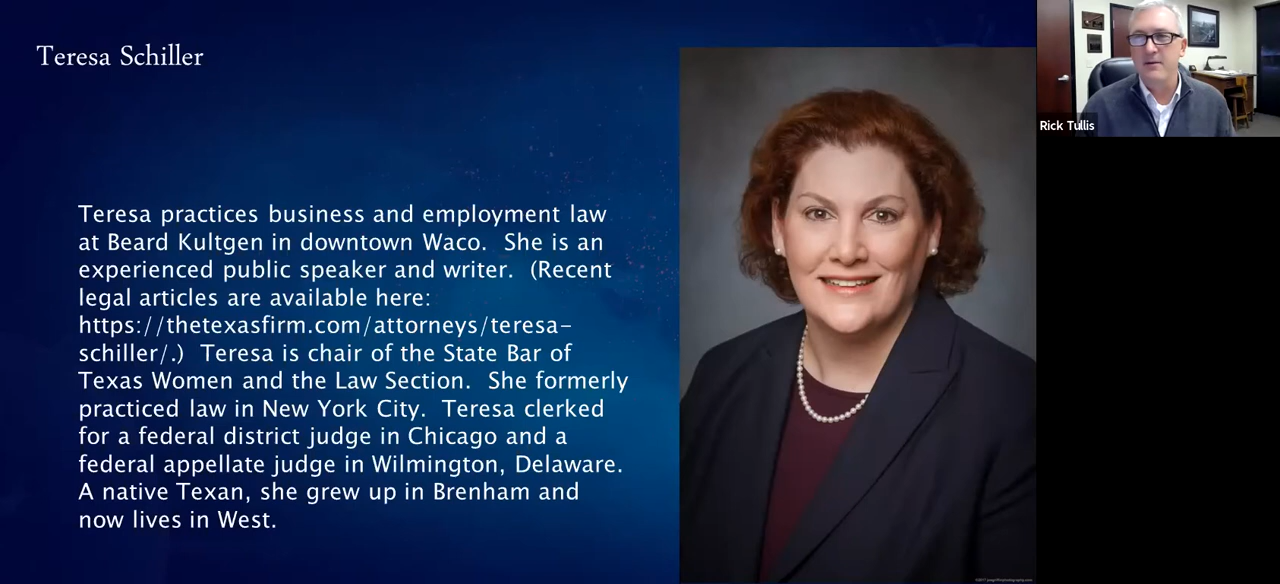 Teresa Schiller
Rick Tullis
Teresa practices business and employment law
at Beard Kultgen in downtown Waco.  She is an
experienced public speaker and writer.  (Recent
legal articles are available here:
https://thetexasfirm.com/attorneys/teresa-
schiller/.)  Teresa is chair of the State Bar of
Texas Women and the Law Section.  She formerly
practiced law in New York City.  Teresa clerked
for a federal district judge in Chicago and a
federal appellate judge in Wilmington, Delaware.
A native Texan, she grew up in Brenham and
now lives in West.